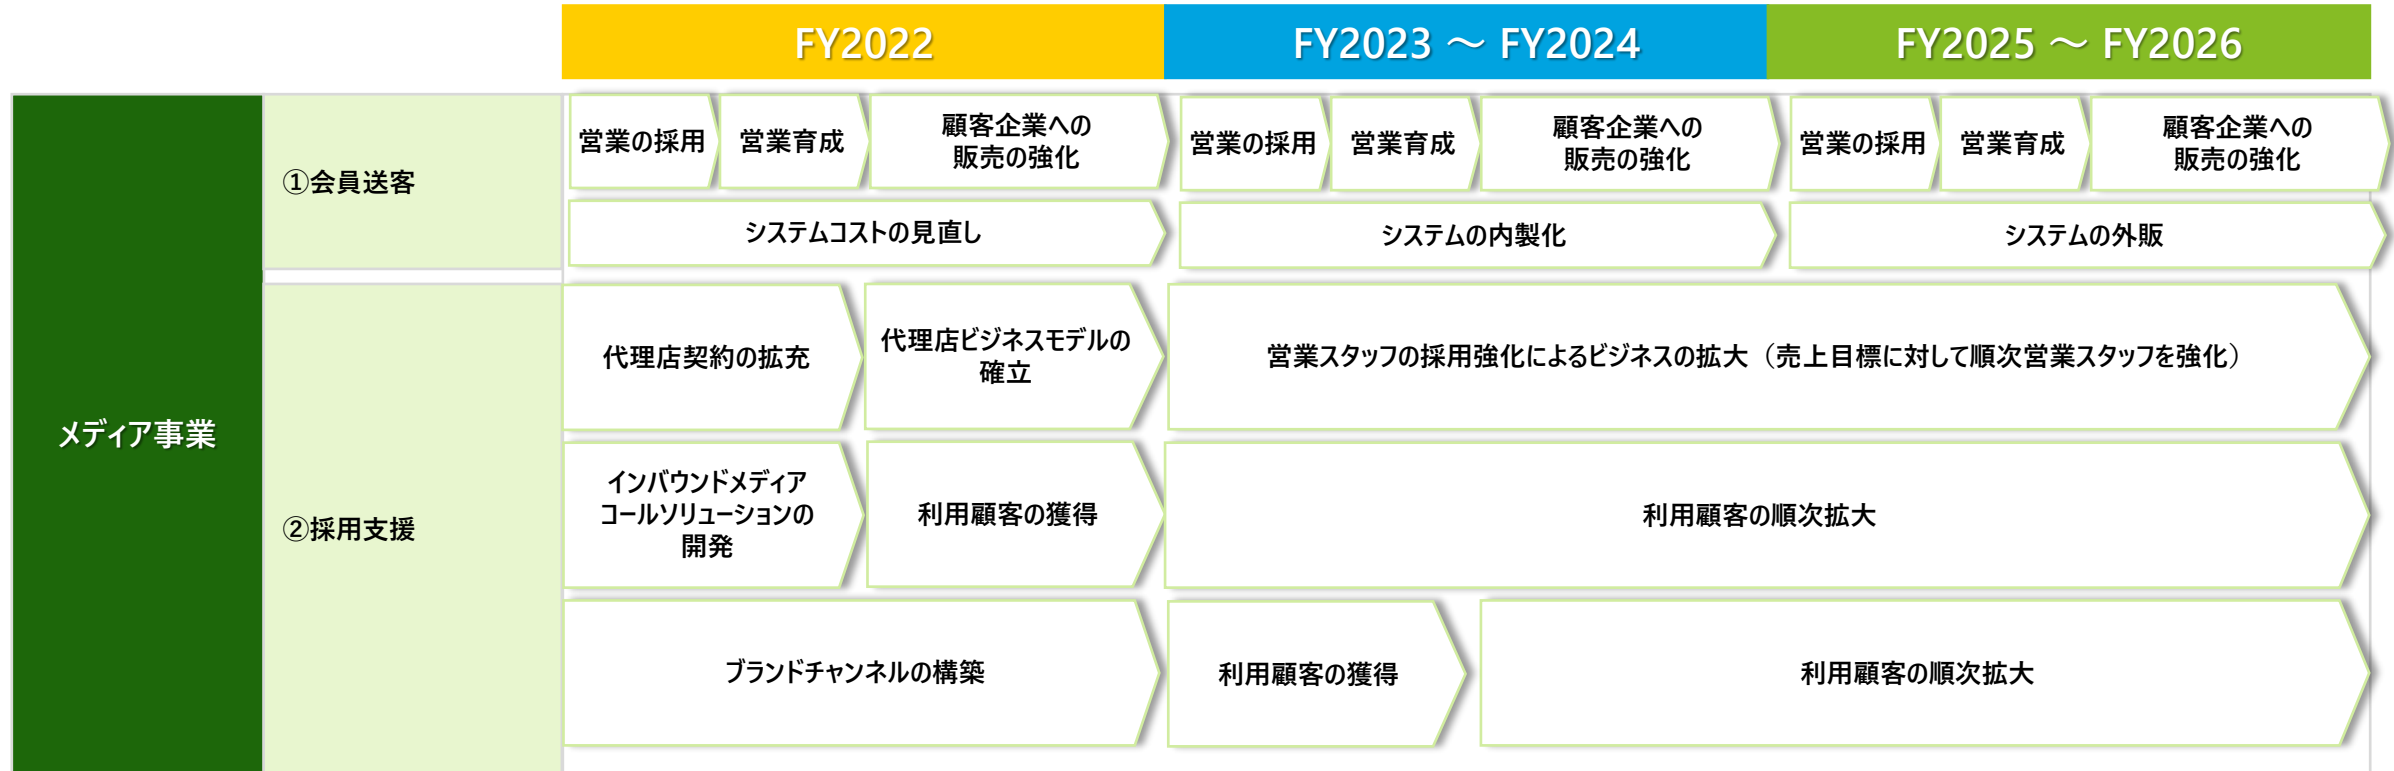 FY2022
FY2023 ～ FY2024
FY2025 ～ FY2026
メディア事業
①会員送客
営業の採用
営業育成
顧客企業への
販売の強化
営業の採用
営業育成
顧客企業への
販売の強化
営業の採用
営業育成
顧客企業への
販売の強化
システムコストの見直し
システムの内製化
システムの外販
②採用支援
代理店契約の拡充
代理店ビジネスモデルの
確立
営業スタッフの採用強化によるビジネスの拡大（売上目標に対して順次営業スタッフを強化）
インバウンドメディア
コールソリューションの
開発
利用顧客の獲得
利用顧客の順次拡大
ブランドチャンネルの構築
利用顧客の獲得
利用顧客の順次拡大